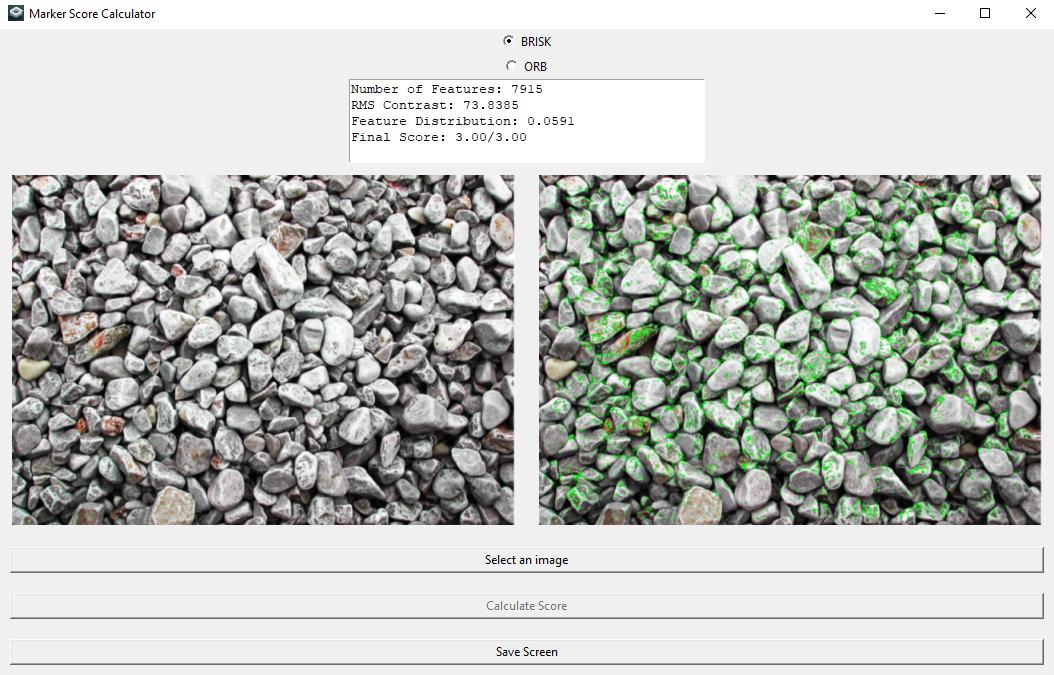 Marker Score Calculator
BRISK
ORB
Number of Features: 7915
RMS Contrast: 73.8385
Feature Distribution: 0.0591
Final Score: 3.00/3.00
Select an image
Calculate Score
Save Screen